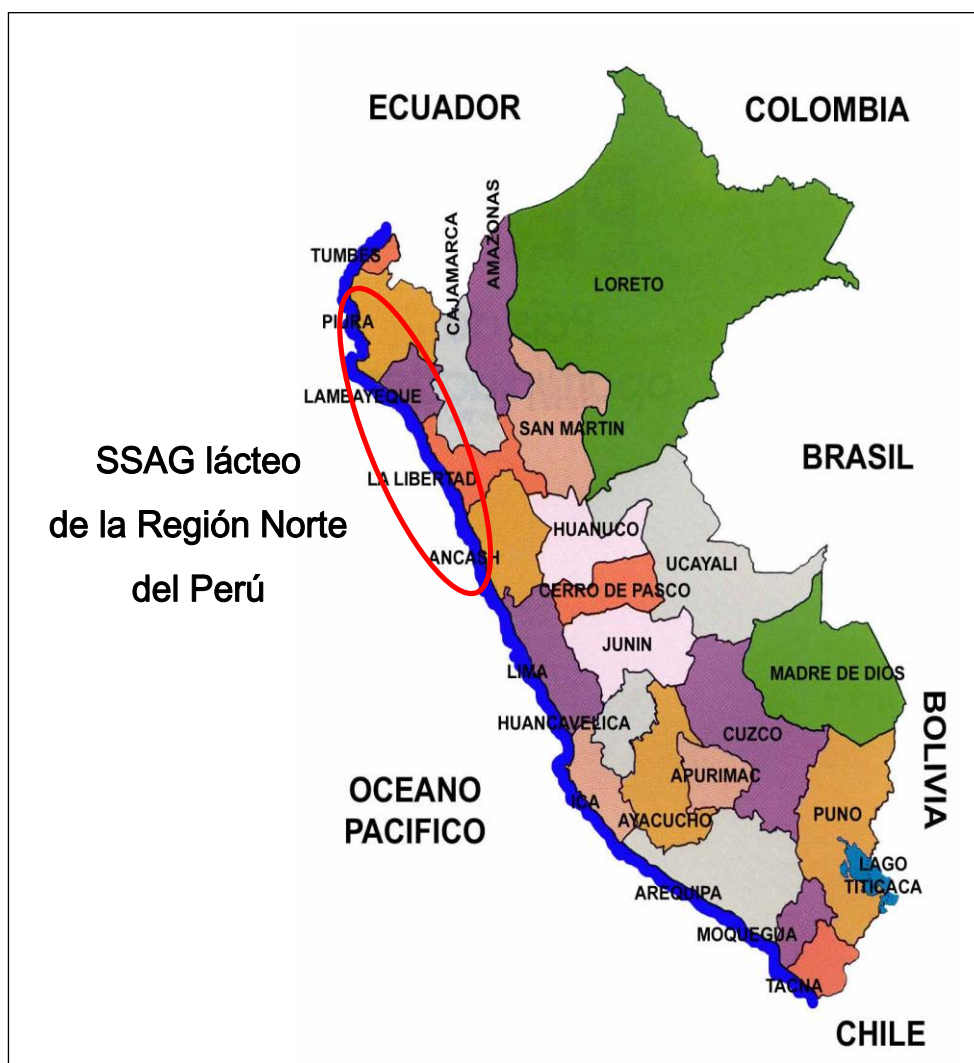 ECUADOR
COLOMBIA
CAJAMARCA
AMAZONAS
TUMBES
LORETO
PIURA
LAMBAYEQUE
SAN MARTIN
BRASIL
SSAG lácteo
de la Región Norte
del Perú
LA LIBERTAD
HUANUCO
ANCASH
UCAYALI
CERRO DE PASCO
JUNIN
LIMA
MADRE DE DIOS
HUANCAVELICA
CUZCO
BOLIVIA
OCEANO
PACIFICO
APURIMAC
ICA
AYACUCHO
PUNO
LAGO
TITICACA
AREQUIPA
MOQUEGUA
TACNA
CHILE